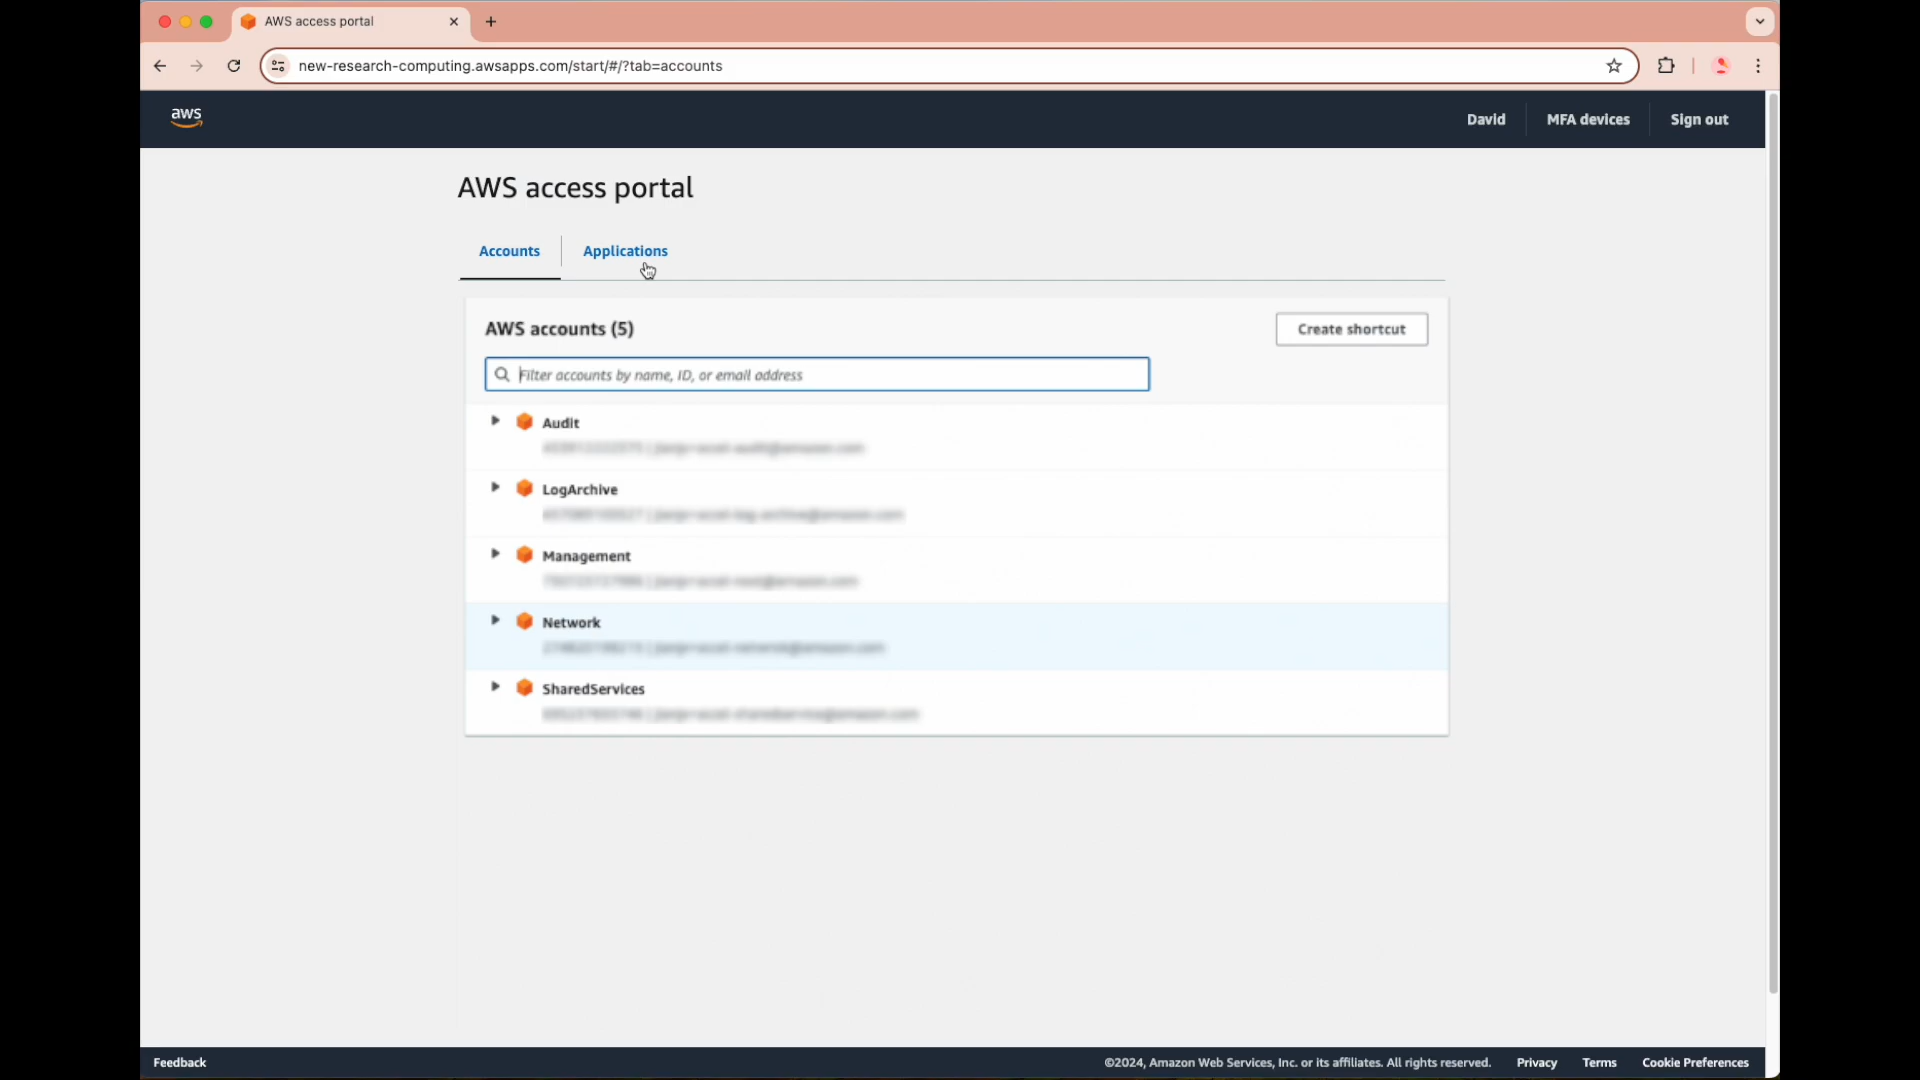 AWS access portal
new-research-computing.awsapps.com/start/#/?tab=accounts
aws
David
MFA devices
Sign out
AWS access portal
Accounts
Applications
AWS accounts (5)
Create shortcut
Filter accounts by name, ID, or email address
Audit
LogArchive
Management
Network
SharedServices
Feedback
©2024, Amazon Web Services, Inc. or its affiliates. All rights reserved.
Privacy
Terms
Cookie Preferences